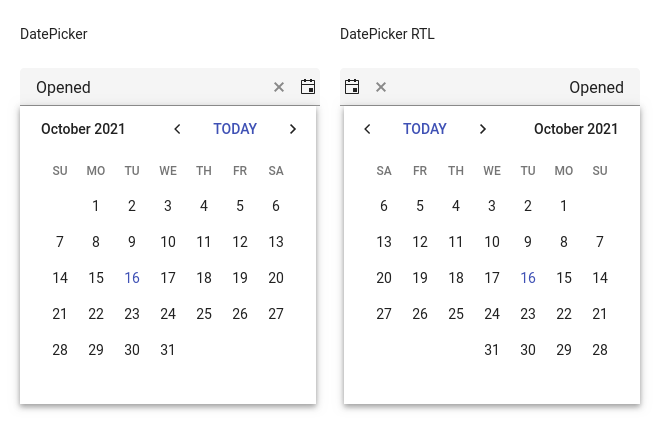 DatePicker
DatePicker RTL
Opened
Opened
October 2021 TODAY
SU MO TU WE TH FR SA
1 2 3 4 5 6
7 8 9 10 11 12 13
14 15 16 17 18 19 20
21 22 23 24 25 26 27
28 29 30 31
TODAY October 2021
SA FR TH WE TU MO SU
6 5 4 3 2 1
13 12 11 10 9 8 7
20 19 18 17 16 15 14
27 26 25 24 23 22 21
31 30 29 28